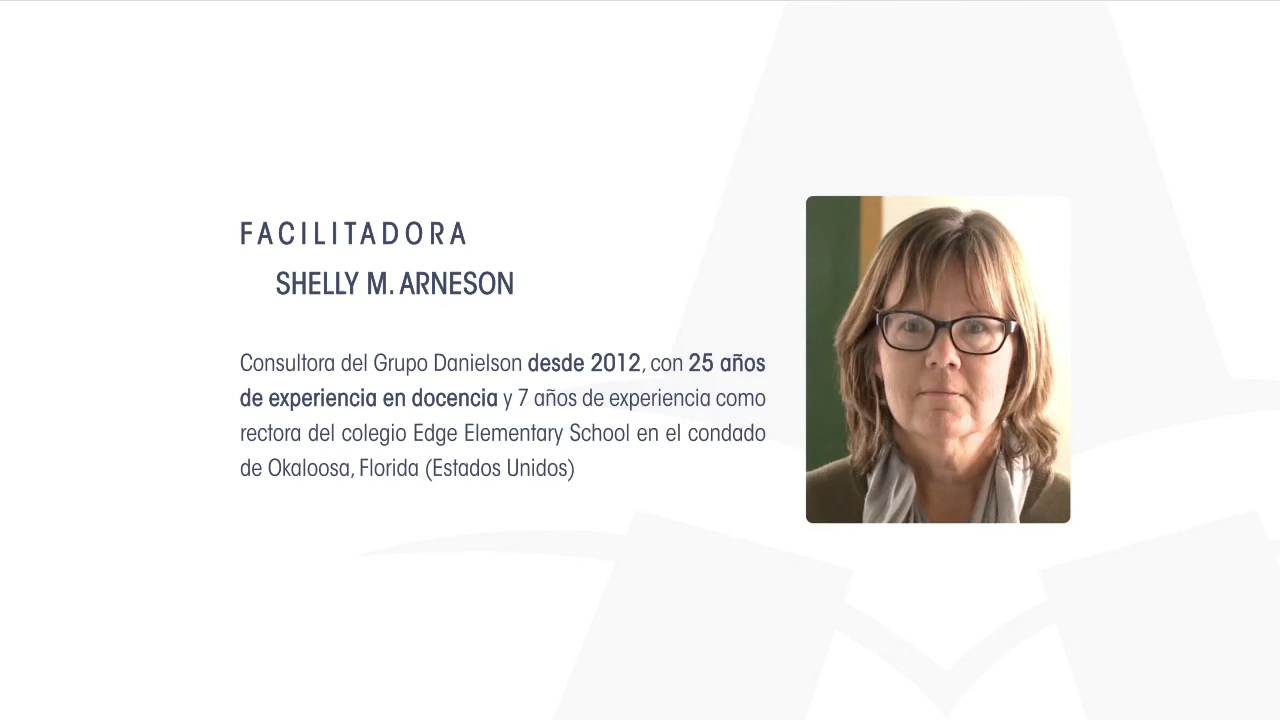 FACILITADORA
SHELLY M. ARNESON
Consultora del Grupo Danielson desde 2012, con 25 años
de experiencia en docencia y 7 años de experiencia como
rectora del colegio Edge Elementary School en el condado
de Okaloosa, Florida (Estados Unidos)